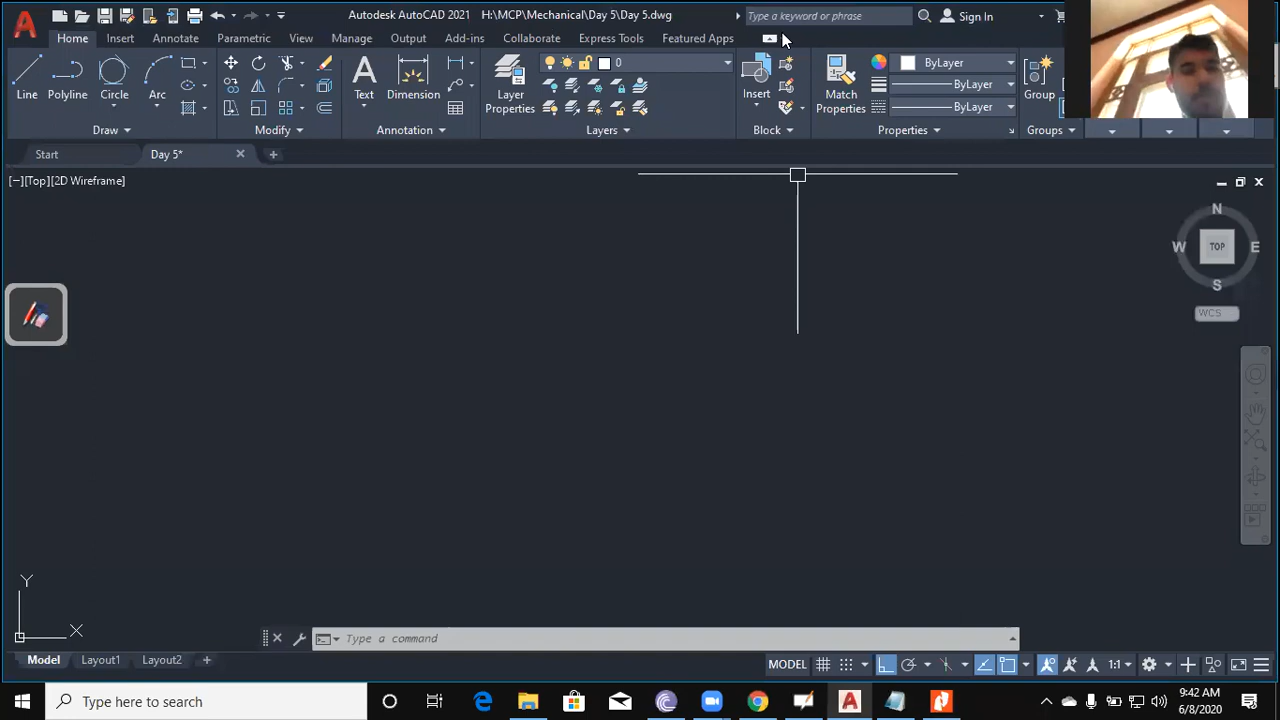 Autodesk AutoCAD 2021 H:\MCP\Mechanical\Day 5\Day 5.dwg Type a keyword or phrase Sign In
Home Insert Annotate Parametric View Manage Output Add-ins Collaborate Express Tools Featured Apps
Line Polyline Circle Arc Text Dimension Layer Properties 0 Insert Match Properties ByLayer ByLayer ByLayer Group
Draw Modify Annotation Layers Block Properties Groups
Start Day 5*
[−][Top][2D Wireframe]
N
W TOP E
S
WCS
Y
X
Type a command
Model Layout1 Layout2 MODEL 1:1
Type here to search 9:42 AM
6/8/2020